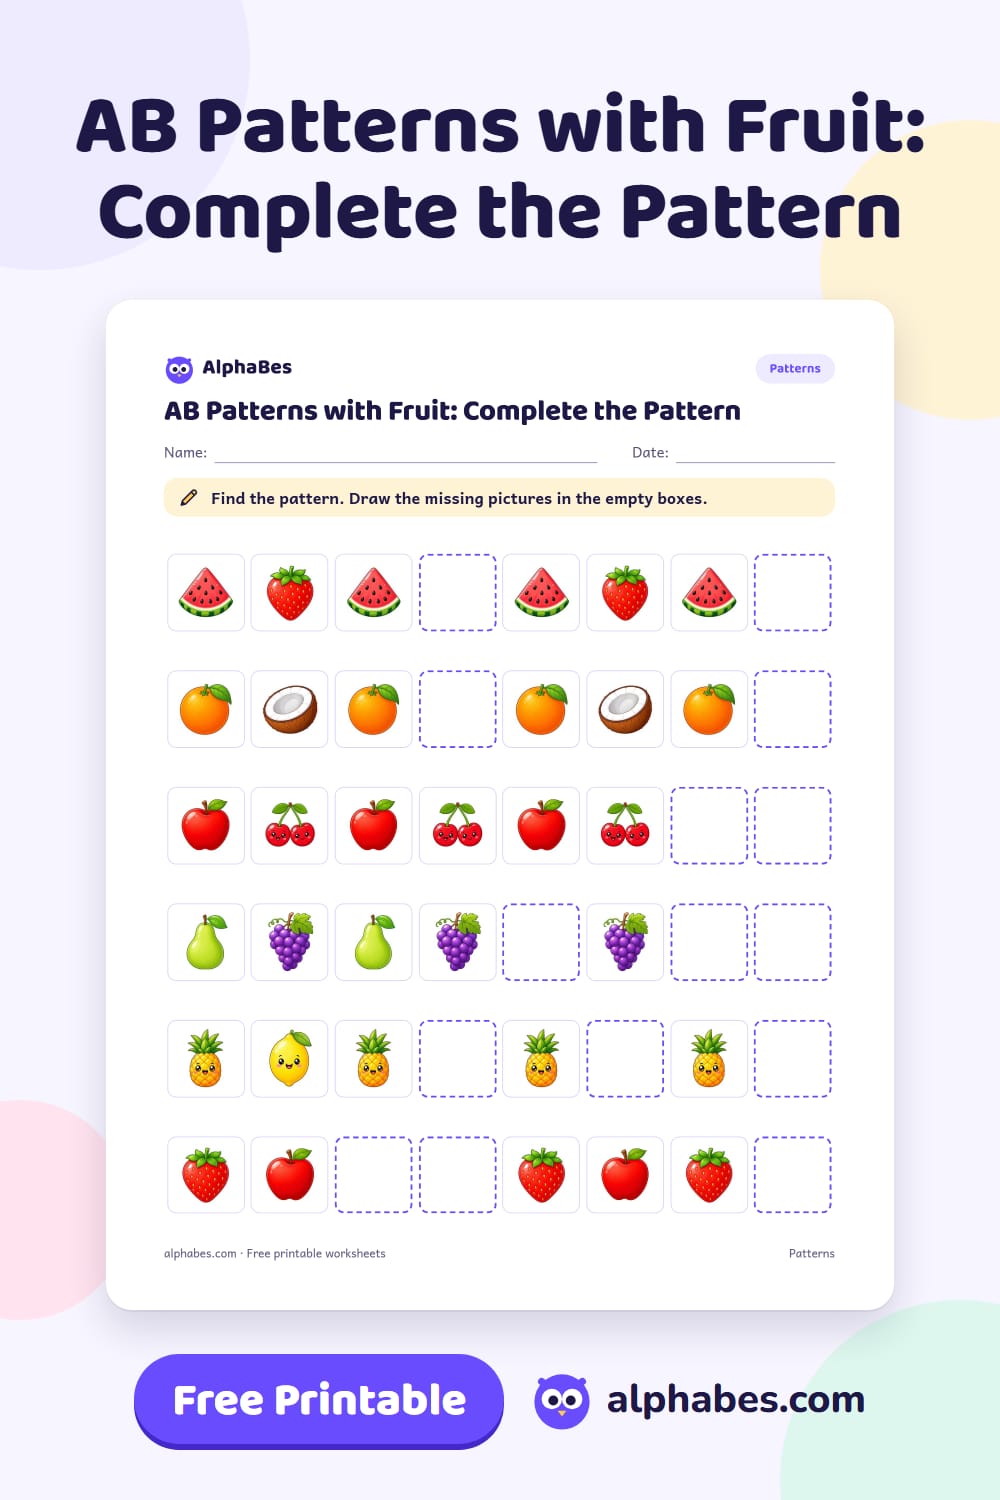 AB Patterns with Fruit:
Complete the Pattern
AlphaBes
Patterns
AB Patterns with Fruit: Complete the Pattern
Name:
Date:
Find the pattern. Draw the missing pictures in the empty boxes.
alphabes.com · Free printable worksheets
Patterns
Free Printable
alphabes.com